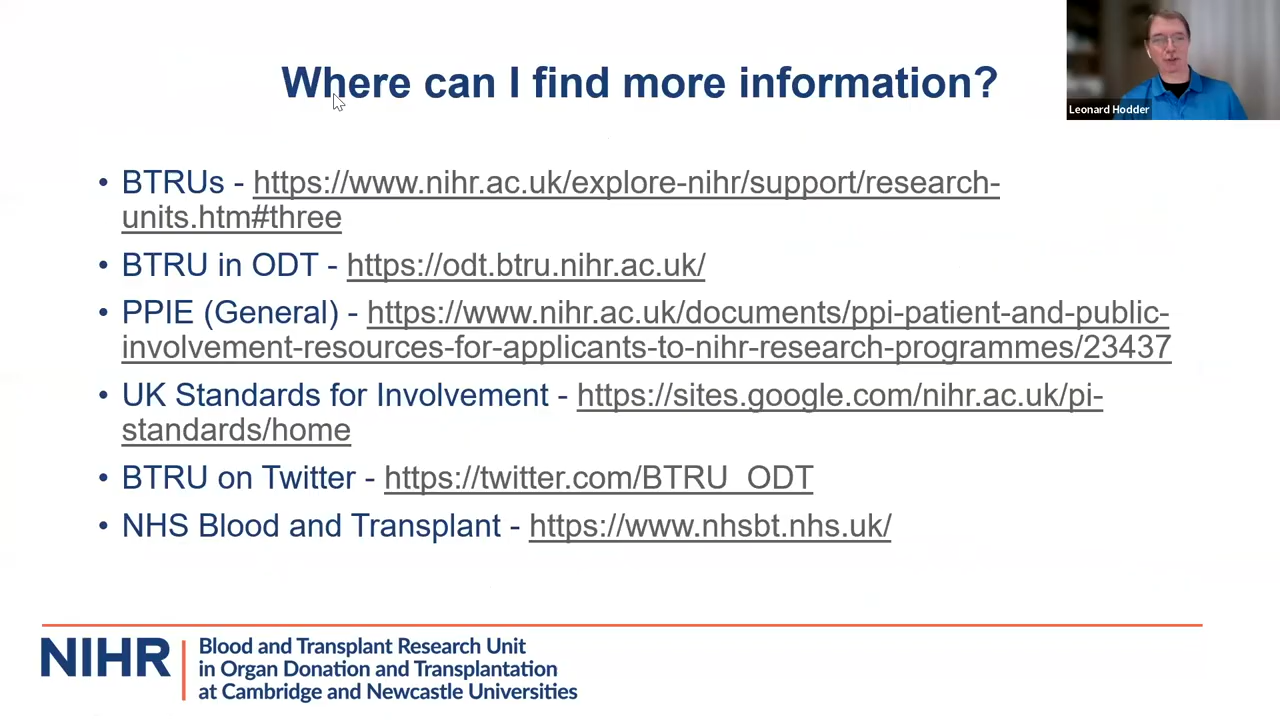 Where can I find more information?
Leonard Hodder
• BTRUs - https://www.nihr.ac.uk/explore-nihr/support/research-
units.htm#three
• BTRU in ODT - https://odt.btru.nihr.ac.uk/
• PPIE (General) - https://www.nihr.ac.uk/documents/ppi-patient-and-public-
involvement-resources-for-applicants-to-nihr-research-programmes/23437
• UK Standards for Involvement - https://sites.google.com/nihr.ac.uk/pi-
standards/home
• BTRU on Twitter - https://twitter.com/BTRU_ODT
• NHS Blood and Transplant - https://www.nhsbt.nhs.uk/
NIHR
Blood and Transplant Research Unit
in Organ Donation and Transplantation
at Cambridge and Newcastle Universities